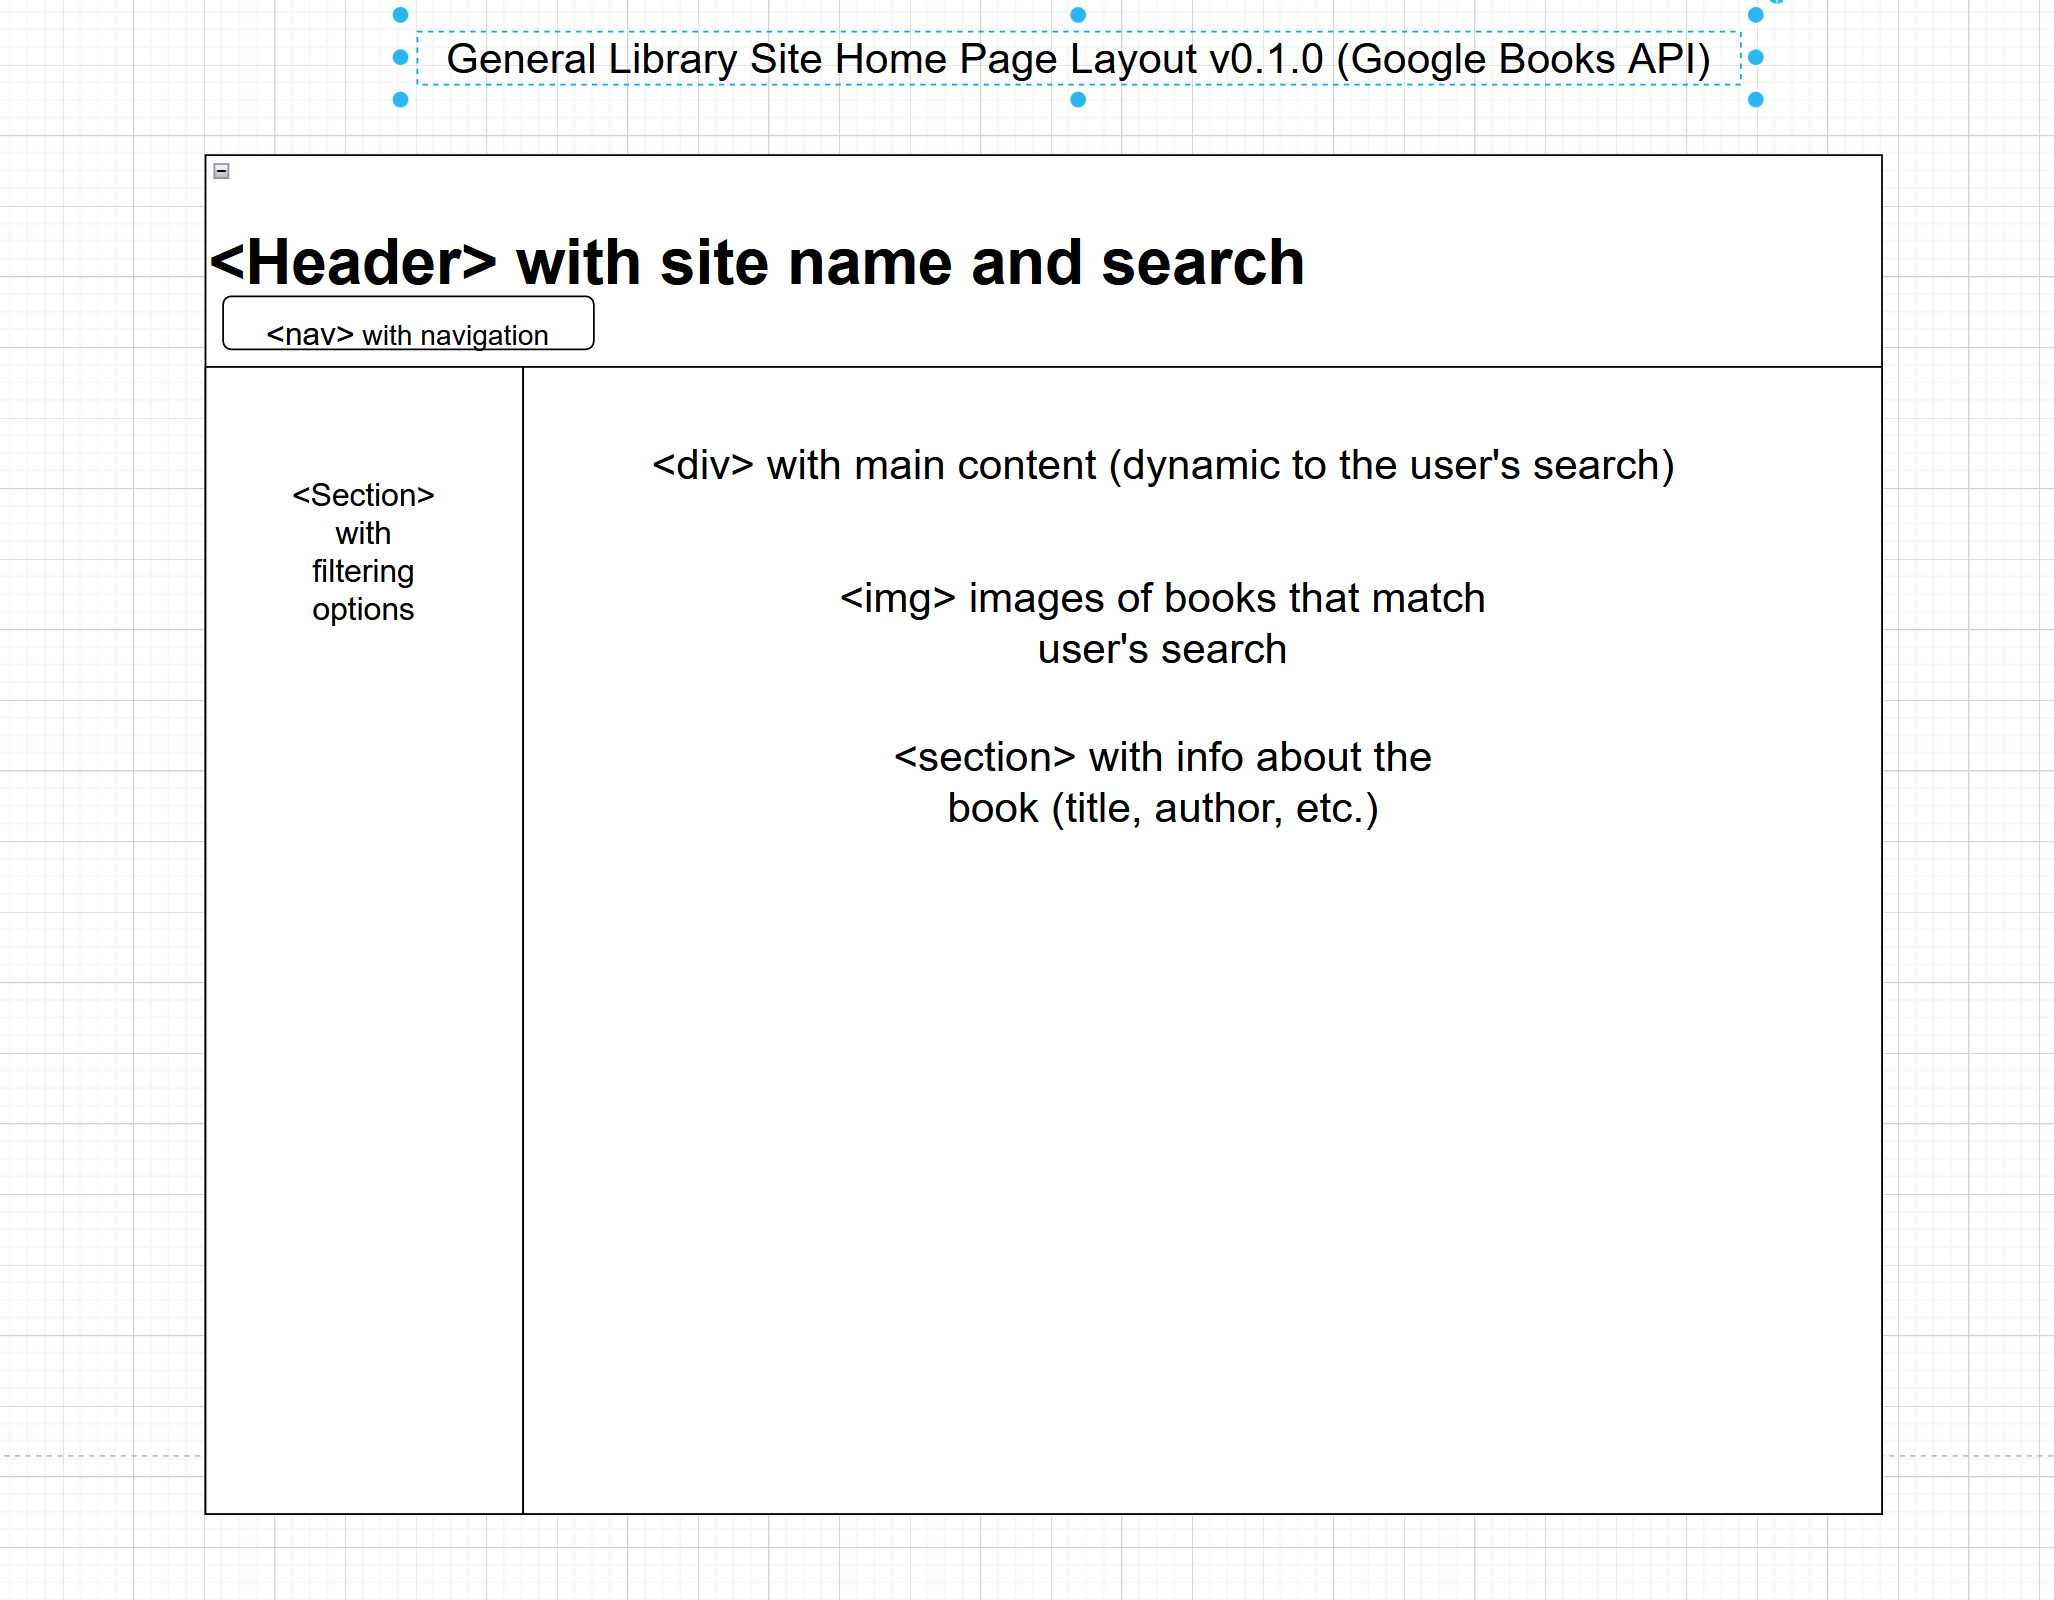 General Library Site Home Page Layout v0.1.0 (Google Books API)
<Header> with site name and search
<nav> with navigation
<Section>
with
filtering
options
<div> with main content (dynamic to the user's search)
<img> images of books that match
user's search
<section> with info about the
book (title, author, etc.)